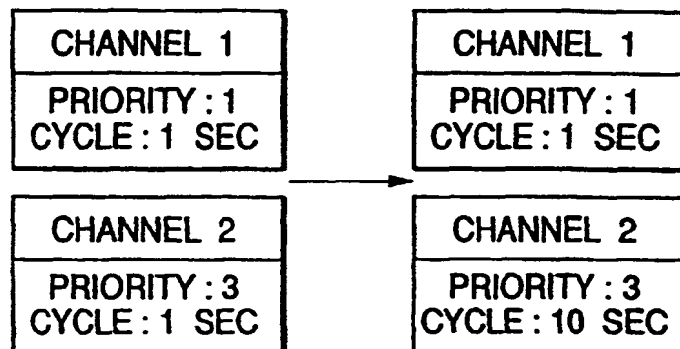 CHANNEL 1
PRIORITY : 1
CYCLE : 1 SEC
CHANNEL 2
PRIORITY : 3
CYCLE : 1 SEC
CHANNEL 1
PRIORITY : 1
CYCLE : 1 SEC
CHANNEL 2
PRIORITY : 3
CYCLE : 10 SEC